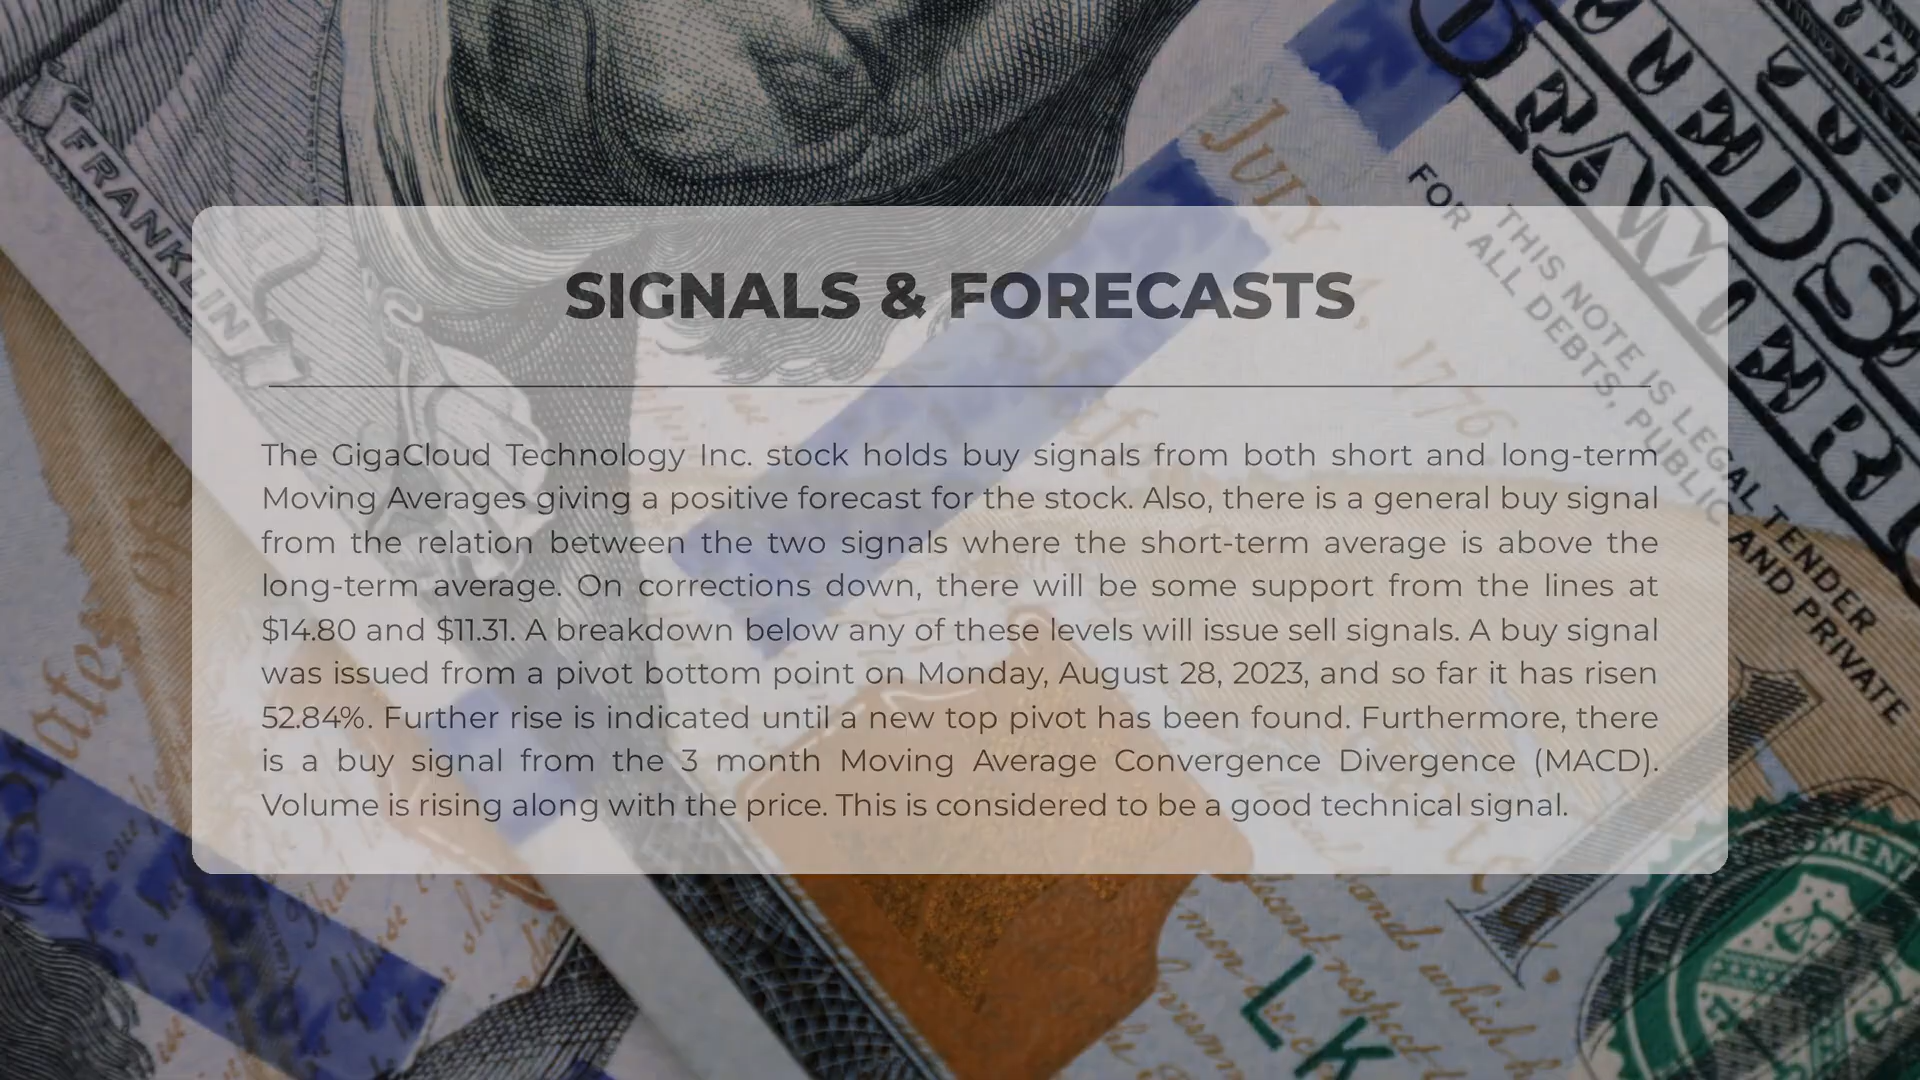 FRANKLIN
JULY 4, 1776
THIS NOTE IS LEGAL TENDER
FOR ALL DEBTS, PUBLIC AND PRIVATE
SIGNALS & FORECASTS
The GigaCloud Technology Inc. stock holds buy signals from both short and long-term
Moving Averages giving a positive forecast for the stock. Also, there is a general buy signal
from the relation between the two signals where the short-term average is above the
long-term average. On corrections down, there will be some support from the lines at
$14.80 and $11.31. A breakdown below any of these levels will issue sell signals. A buy signal
was issued from a pivot bottom point on Monday, August 28, 2023, and so far it has risen
52.84%. Further rise is indicated until a new top pivot has been found. Furthermore, there
is a buy signal from the 3 month Moving Average Convergence Divergence (MACD).
Volume is rising along with the price. This is considered to be a good technical signal.
LK